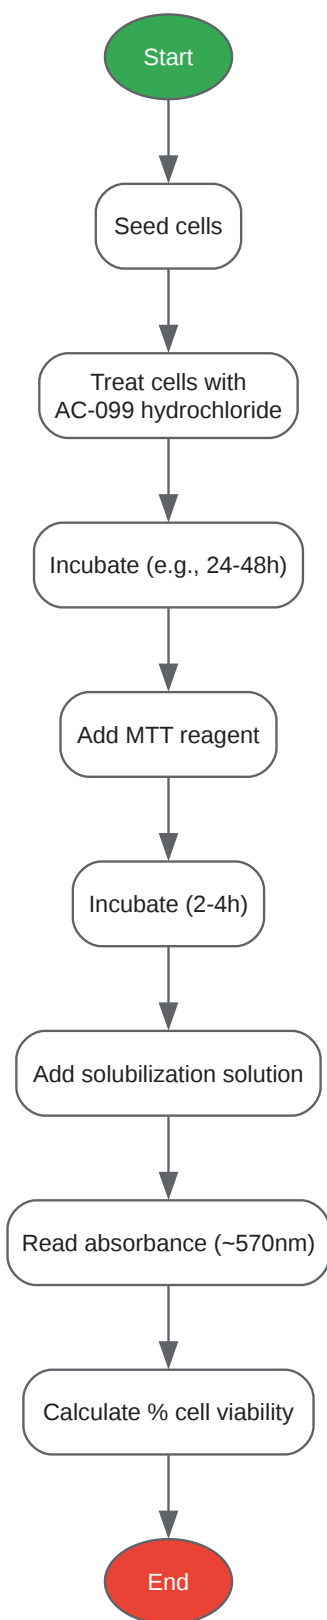 Start
Seed cells
Treat cells with
AC-099 hydrochloride
Incubate (e.g., 24-48h)
Add MTT reagent
Incubate (2-4h)
Add solubilization solution
Read absorbance (~570nm)
Calculate % cell viability
End